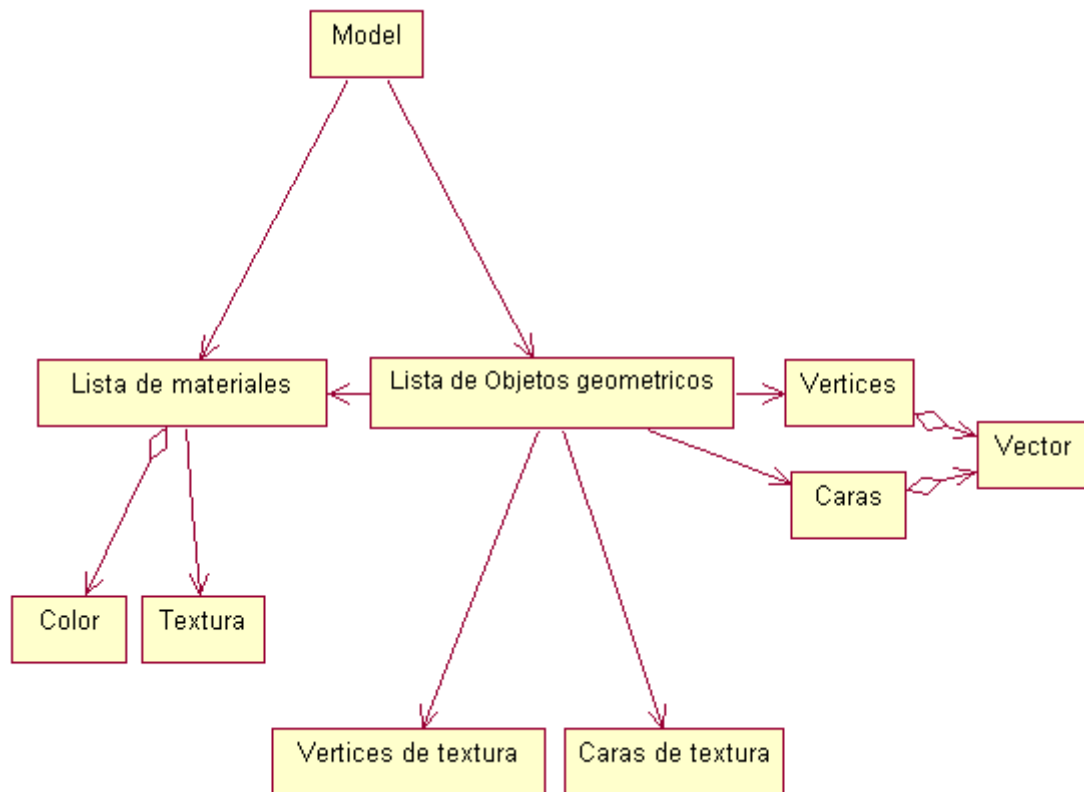 Model
Lista de materiales
Lista de Objetos geometricos
Vertices
Vector
Caras
Color
Textura
Vertices de textura
Caras de textura